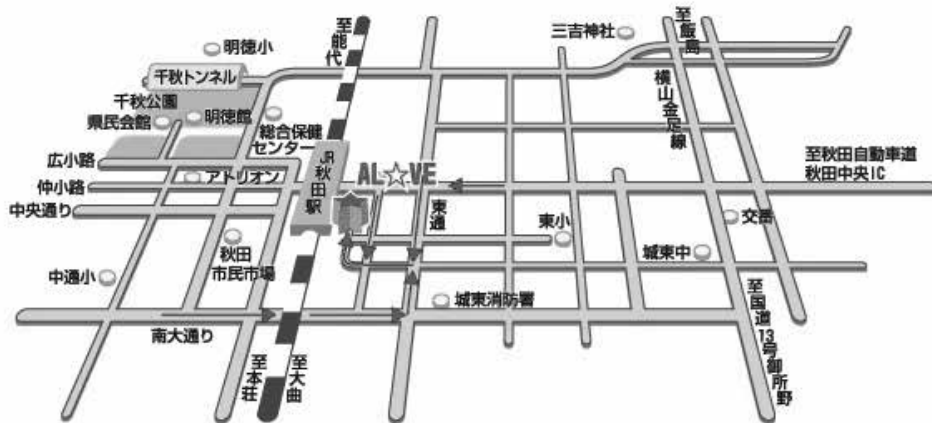 至能代
至飯島
三吉神社
明徳小
千秋トンネル
千秋公園
県民会館
明徳館
総合保健
センター
横山金足線
広小路
仲小路
中央通り
アトリオン
JR秋田駅
AL☆VE
東通
至秋田自動車道
秋田中央IC
交番
東小
城東中
秋田
市民市場
中通小
城東消防署
南大通り
至本荘
至大曲
至国道13号御所野